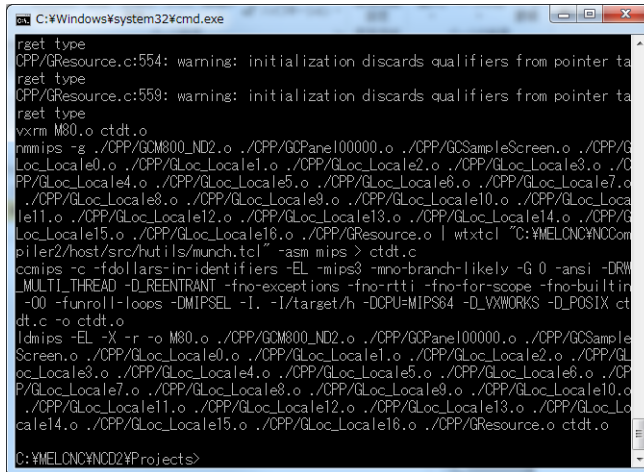 C:¥Windows¥system32¥cmd.exe
rget type
CPP/GResource.c:554: warning: initialization discards qualifiers from pointer ta
rget type
CPP/GResource.c:559: warning: initialization discards qualifiers from pointer ta
rget type
vxrm M80.o ctdt.o
nmmips -g ./CPP/GCM800_ND2.o ./CPP/GCPanel00000.o ./CPP/GCSampleScreen.o ./CPP/G
Loc_Locale0.o ./CPP/GLoc_Locale1.o ./CPP/GLoc_Locale2.o ./CPP/GLoc_Locale3.o ./C
PP/GLoc_Locale4.o ./CPP/GLoc_Locale5.o ./CPP/GLoc_Locale6.o ./CPP/GLoc_Locale7.o
 ./CPP/GLoc_Locale8.o ./CPP/GLoc_Locale9.o ./CPP/GLoc_Locale10.o ./CPP/GLoc_Loca
le11.o ./CPP/GLoc_Locale12.o ./CPP/GLoc_Locale13.o ./CPP/GLoc_Locale14.o ./CPP/G
Loc_Locale15.o ./CPP/GLoc_Locale16.o ./CPP/GResource.o | wtxtcl "C:¥MELCNC¥NCCom
piler2/host/src/hutils/munch.tcl" -asm mips > ctdt.c
ccmips -c -fdollars-in-identifiers -EL -mips3 -mno-branch-likely -G 0 -ansi -DRW
_MULTI_THREAD -D_REENTRANT -fno-exceptions -fno-rtti -fno-for-scope -fno-builtin
 -O0 -funroll-loops -DMIPSEL -I. -I/target/h -DCPU=MIPS64 -D_VXWORKS -D_POSIX ct
dt.c -o ctdt.o
ldmips -EL -X -r -o M80.o ./CPP/GCM800_ND2.o ./CPP/GCPanel00000.o ./CPP/GCSample
Screen.o ./CPP/GLoc_Locale0.o ./CPP/GLoc_Locale1.o ./CPP/GLoc_Locale2.o ./CPP/GL
oc_Locale3.o ./CPP/GLoc_Locale4.o ./CPP/GLoc_Locale5.o ./CPP/GLoc_Locale6.o ./CP
P/GLoc_Locale7.o ./CPP/GLoc_Locale8.o ./CPP/GLoc_Locale9.o ./CPP/GLoc_Locale10.o
 ./CPP/GLoc_Locale11.o ./CPP/GLoc_Locale12.o ./CPP/GLoc_Locale13.o ./CPP/GLoc_Lo
cale14.o ./CPP/GLoc_Locale15.o ./CPP/GLoc_Locale16.o ./CPP/GResource.o ctdt.o
C:¥MELCNC¥NCD2¥Projects>